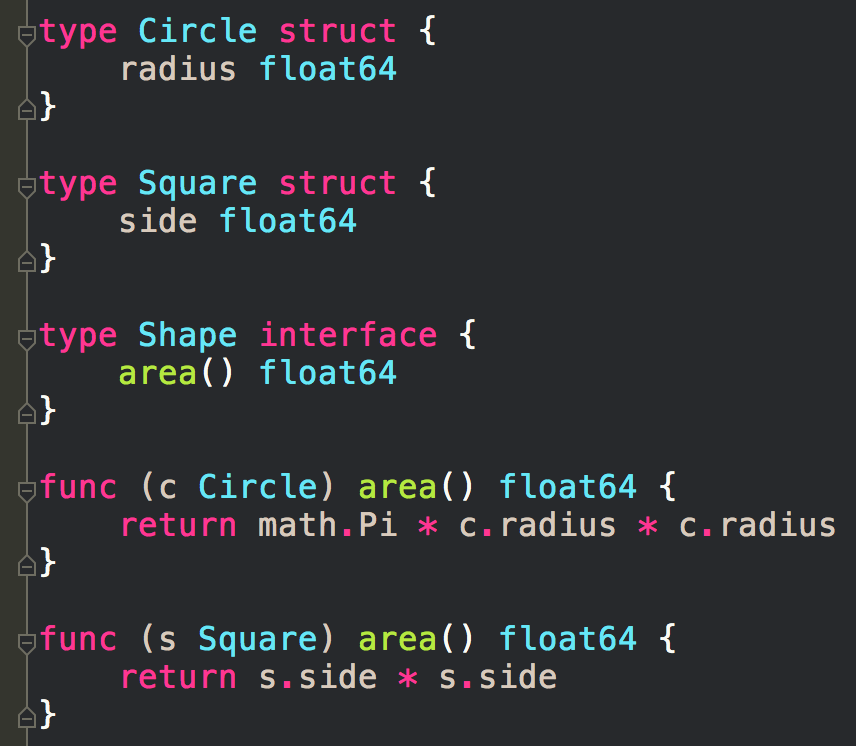 type Circle struct {
    radius float64
}
type Square struct {
    side float64
}
type Shape interface {
    area() float64
}
func (c Circle) area() float64 {
    return math.Pi * c.radius * c.radius
}
func (s Square) area() float64 {
    return s.side * s.side
}